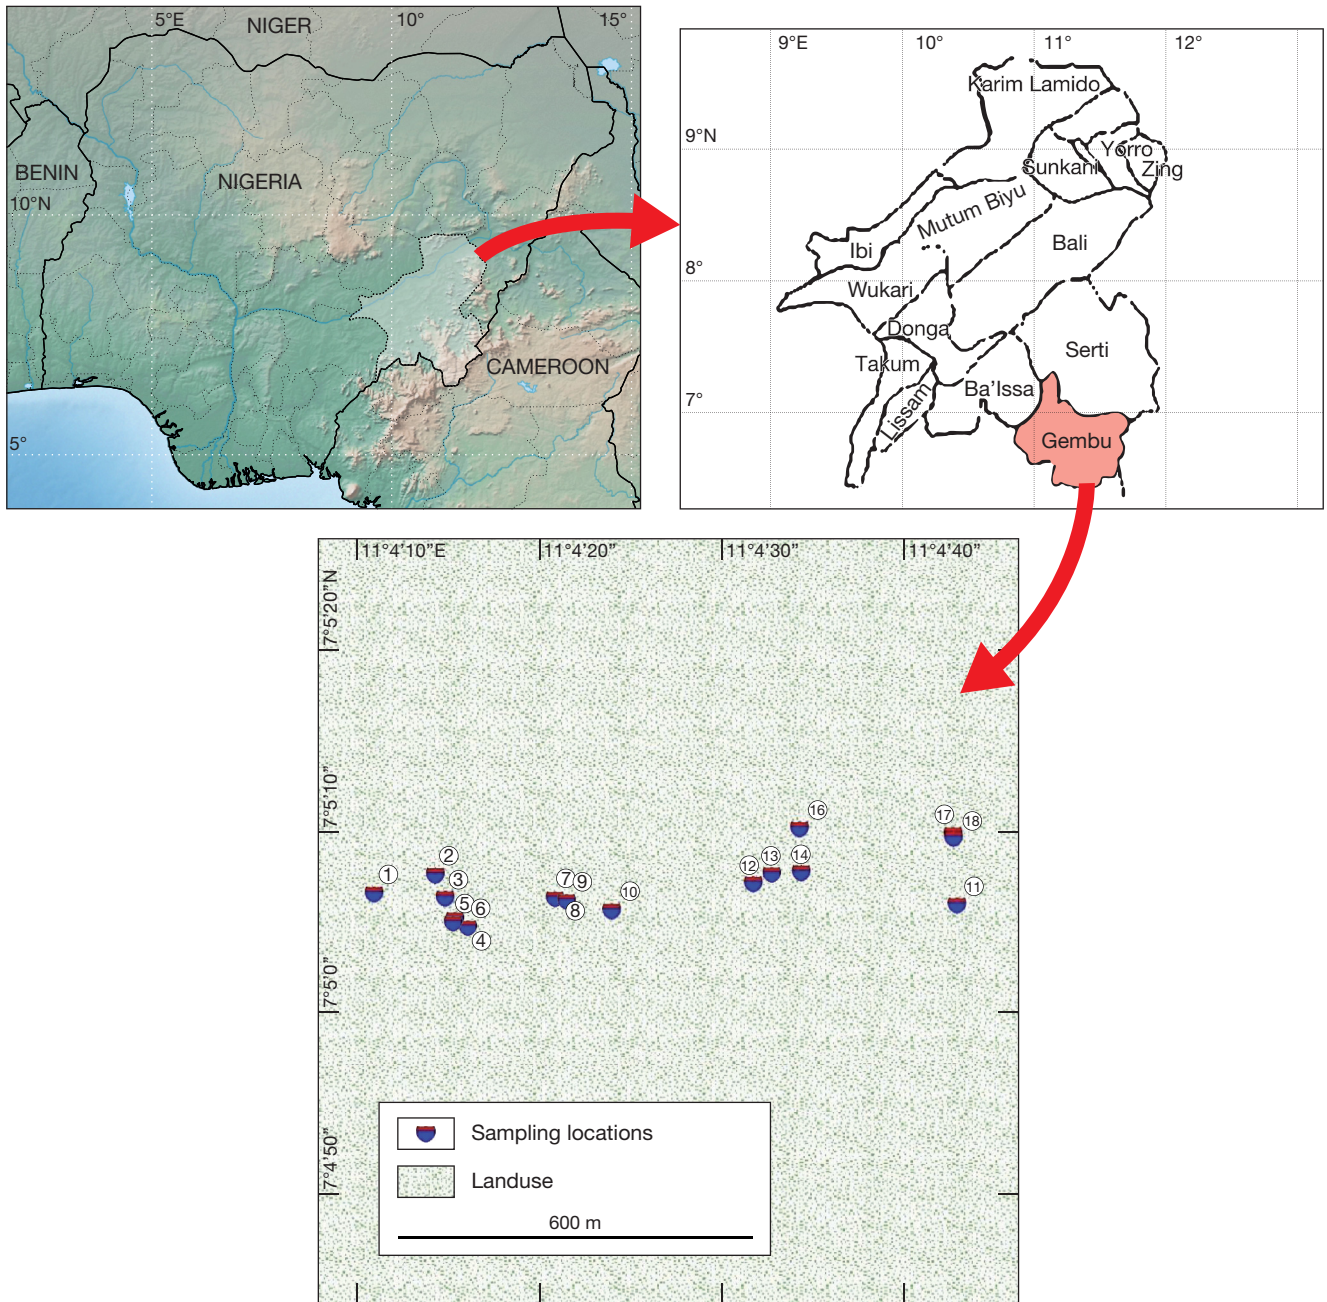 5°E
NIGER
10°
15°
BENIN
NIGERIA
10°N
CAMEROON
5°
9°E
10°
11°
12°
Karim Lamido
9°N
Yorro
Sunkani
Zing
Mutum Biyu
Ibi
Bali
8°
Wukari
Donga
Serti
Takum
Ba'Issa
Lissam
7°
Gembu
11°4'10"E
11°4'20"
11°4'30"
11°4'40"
7°5'20"N
7°5'10"
16
17
18
2
12
13
14
1
3
7
9
10
11
5
6
8
4
7°5'0"
7°4'50"
Sampling locations
Landuse
600 m